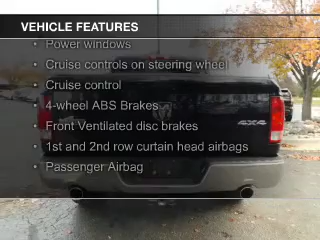 VEHICLE FEATURES
• Power windows
• Cruise controls on steering wheel
• Cruise control
• 4-wheel ABS Brakes
• Front Ventilated disc brakes
• 1st and 2nd row curtain head airbags
• Passenger Airbag
4X4